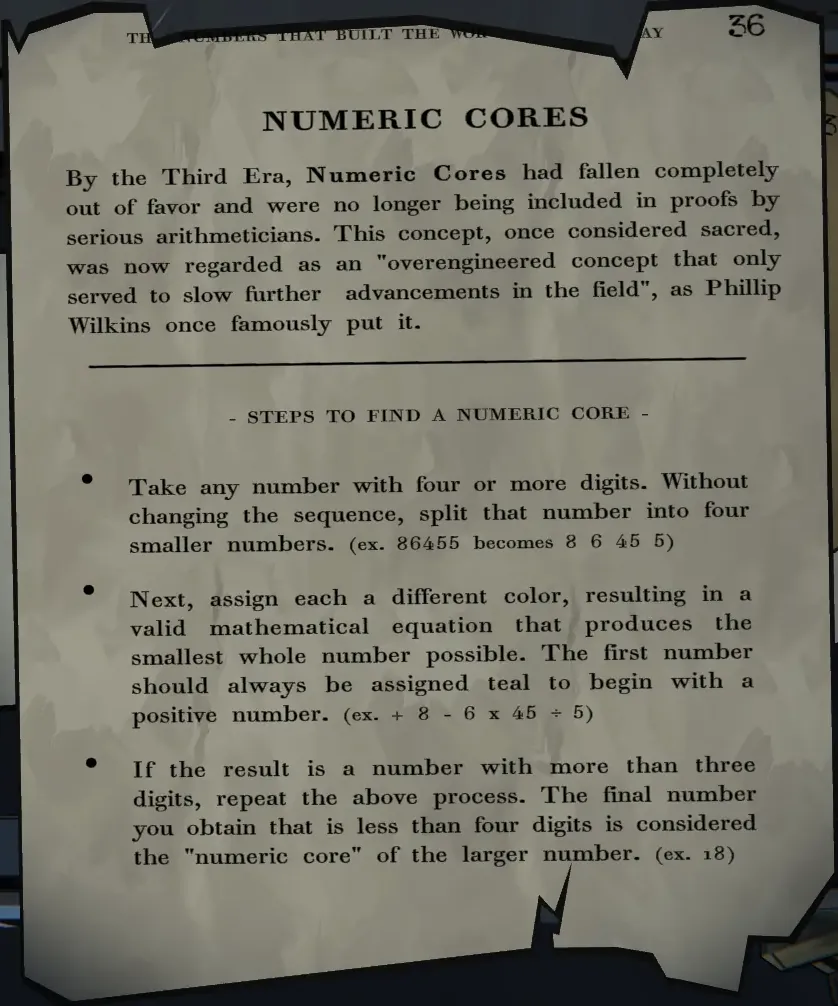 36
THAT BUILT THE
NUMERIC CORES
By the Third Era, Numeric Cores had fallen completely
out of favor and were no longer being included in proofs by
serious arithmeticians. This concept, once considered sacred,
was now regarded as an "overengineered concept that only
served to slow further advancements in the field", as Phillip
Wilkins once famously put it.
- STEPS TO FIND A NUMERIC CORE -
• Take any number with four or more digits. Without
changing the sequence, split that number into four
smaller numbers. (ex. 86455 becomes 8 6 45 5)
• Next, assign each a different color, resulting in a
valid mathematical equation that produces the
smallest whole number possible. The first number
should always be assigned teal to begin with a
positive number. (ex. + 8 - 6 x 45 ÷ 5)
• If the result is a number with more than three
digits, repeat the above process. The final number
you obtain that is less than four digits is considered
the "numeric core" of the larger number. (ex. 18)